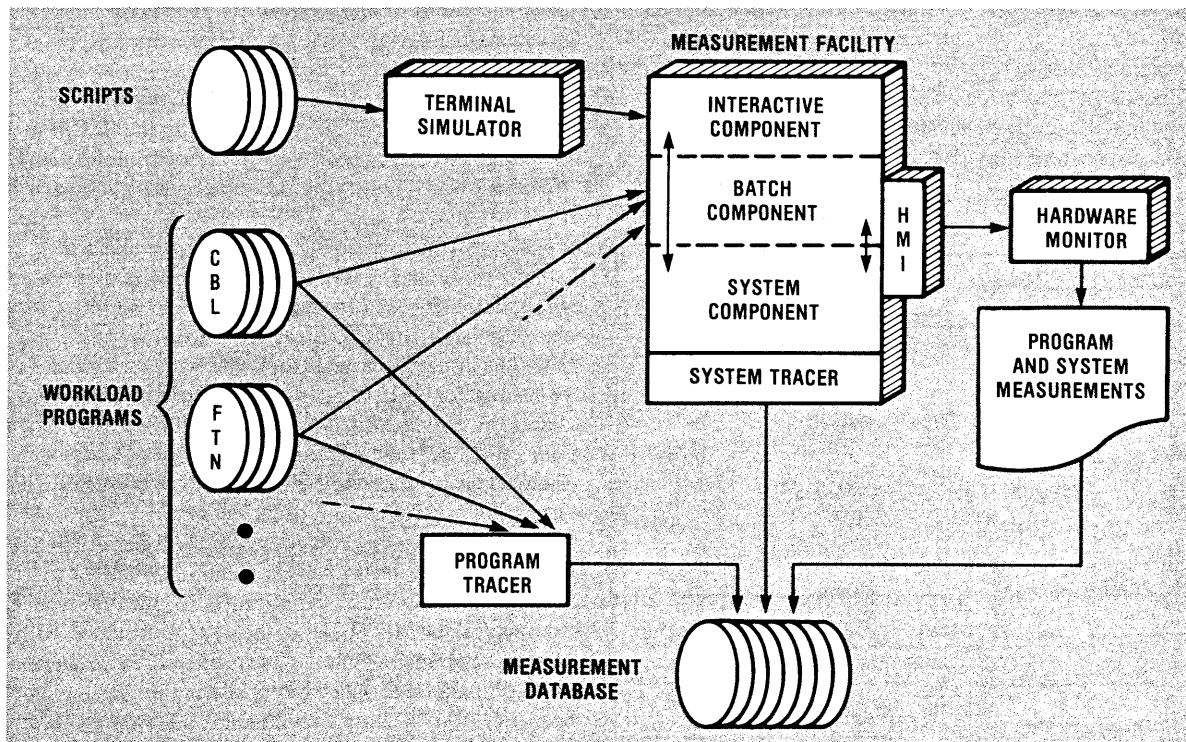 MEASUREMENT FACILITY
SCRIPTS
TERMINAL
SIMULATOR
INTERACTIVE
COMPONENT
BATCH
COMPONENT
SYSTEM
COMPONENT
SYSTEM TRACER
H
M
I
HARDWARE
MONITOR
PROGRAM
AND SYSTEM
MEASUREMENTS
WORKLOAD
PROGRAMS
C
B
L
F
T
N
PROGRAM
TRACER
MEASUREMENT
DATABASE